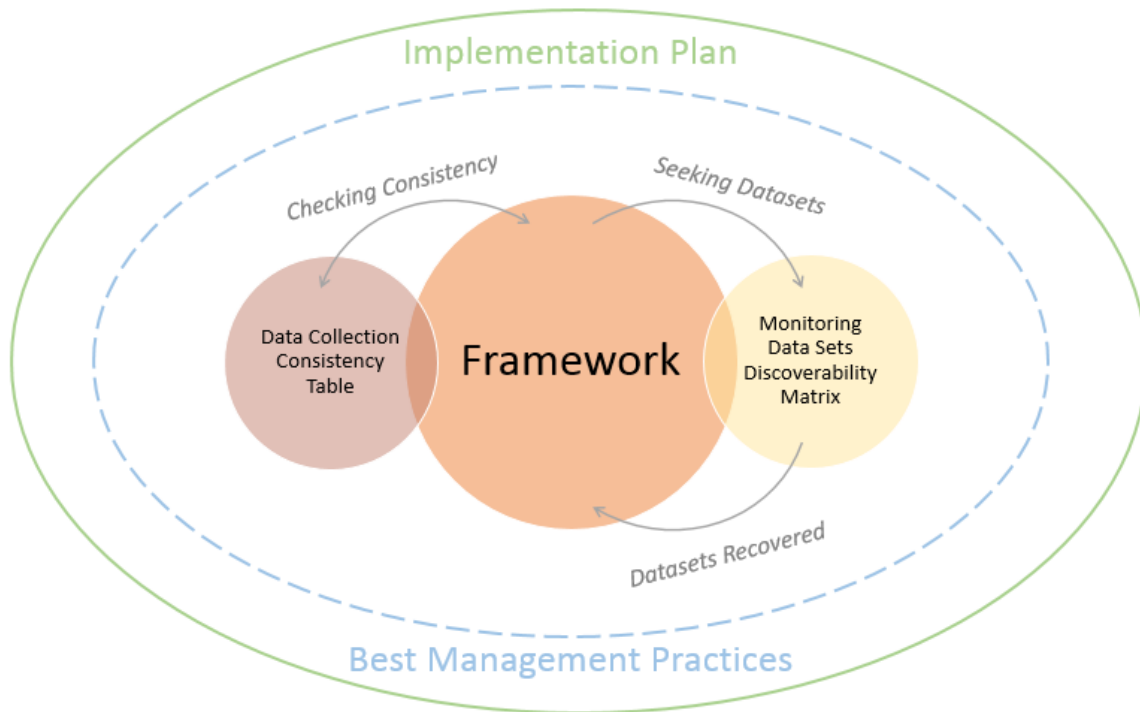 Implementation Plan
Checking Consistency
Seeking Datasets
Data Collection
Consistency
Table
Framework
Monitoring
Data Sets
Discoverability
Matrix
Datasets Recovered
Best Management Practices